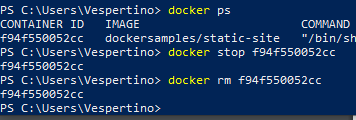 PS C:\Users\Vespertino> docker ps
CONTAINER ID IMAGE COMMAND
f94f550052cc dockersamples/static-site "/bin/sh
PS C:\Users\Vespertino> docker stop f94f550052cc
f94f550052cc
PS C:\Users\Vespertino> docker rm f94f550052cc
f94f550052cc
PS C:\Users\Vespertino>